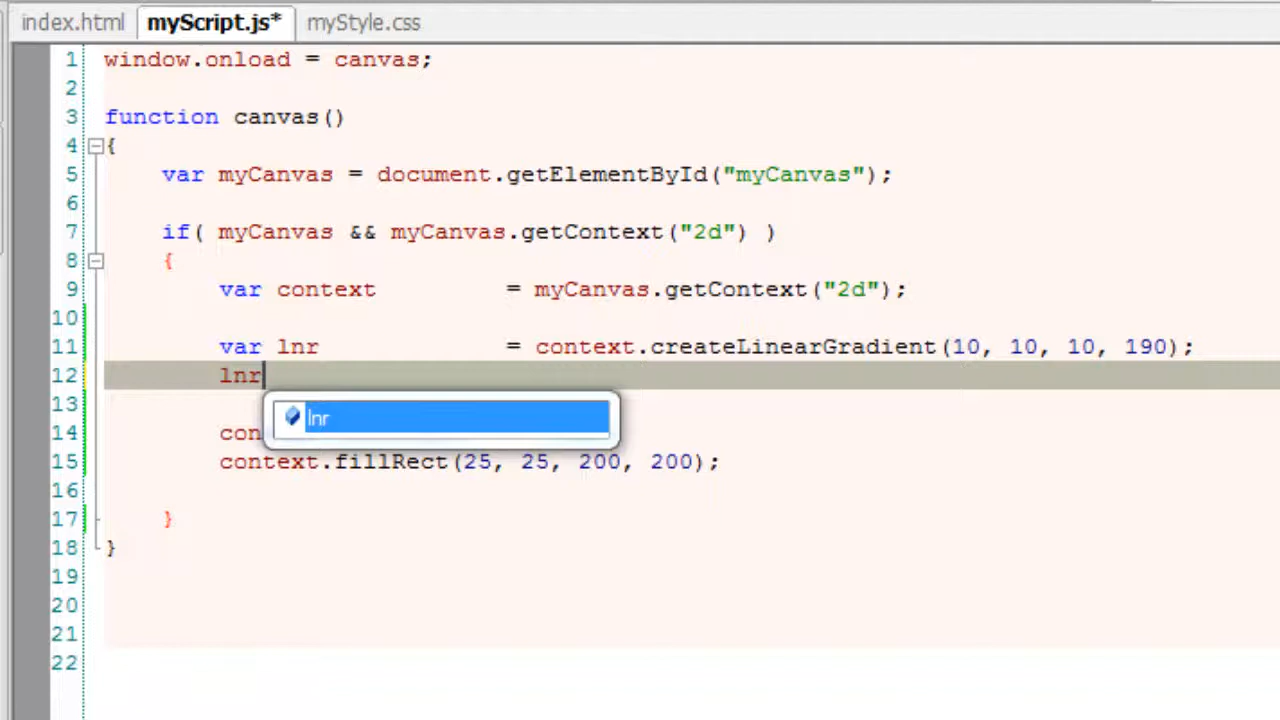 index.html myScript.js* myStyle.css
1 window.onload = canvas;
2
3 function canvas()
4 {
5 var myCanvas = document.getElementById("myCanvas");
6
7 if( myCanvas && myCanvas.getContext("2d") )
8 {
9 var context = myCanvas.getContext("2d");
10
11 var lnr = context.createLinearGradient(10, 10, 10, 190);
12 lnr
13 lnr
14 con
15 context.fillRect(25, 25, 200, 200);
16
17 }
18 }
19
20
21
22